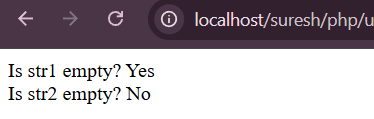 localhost/suresh/php/u
Is str1 empty? Yes
Is str2 empty? No